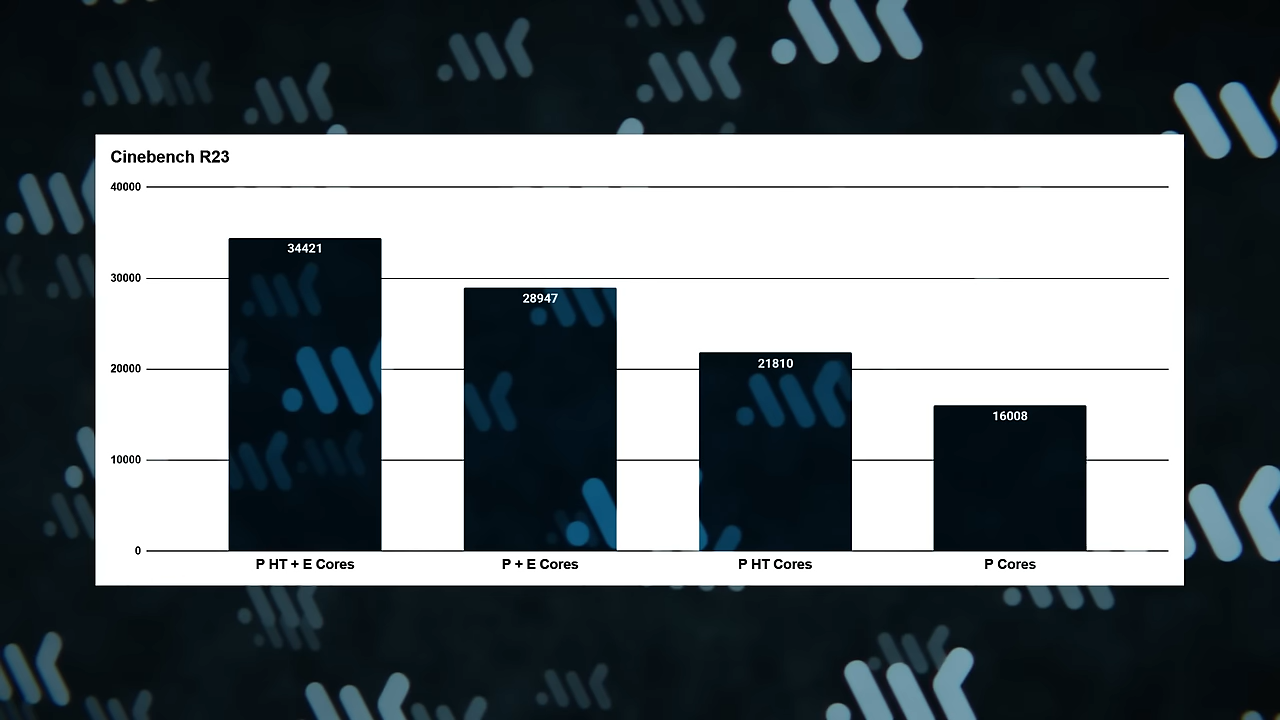 Cinebench R23
40000
30000
20000
10000
0
34421
28947
21810
16008
P HT + E Cores
P + E Cores
P HT Cores
P Cores